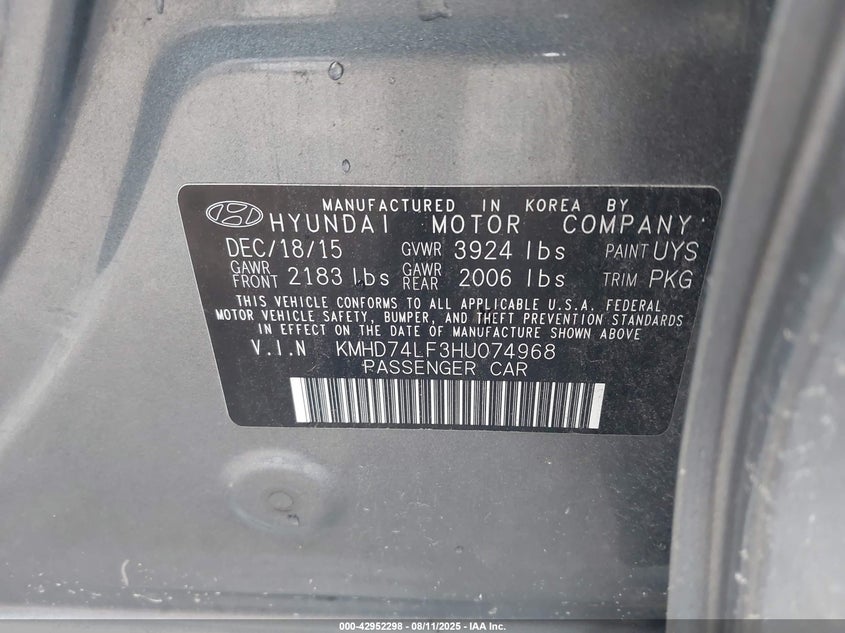 MANUFACTURED IN KOREA BY
HYUNDAI MOTOR COMPANY
DEC/18/15 GVWR 3924 lbs PAINT UYS
GAWR FRONT 2183 lbs GAWR REAR 2006 lbs TRIM PKG
THIS VEHICLE CONFORMS TO ALL APPLICABLE U.S.A. FEDERAL
MOTOR VEHICLE SAFETY, BUMPER, AND THEFT PREVENTION STANDARDS
IN EFFECT ON THE DATE OF MANUFACTURE SHOWN ABOVE
V.I.N KMHD74LF3HU074968
PASSENGER CAR
000-42952298 - 08/11/2025 - IAA Inc.